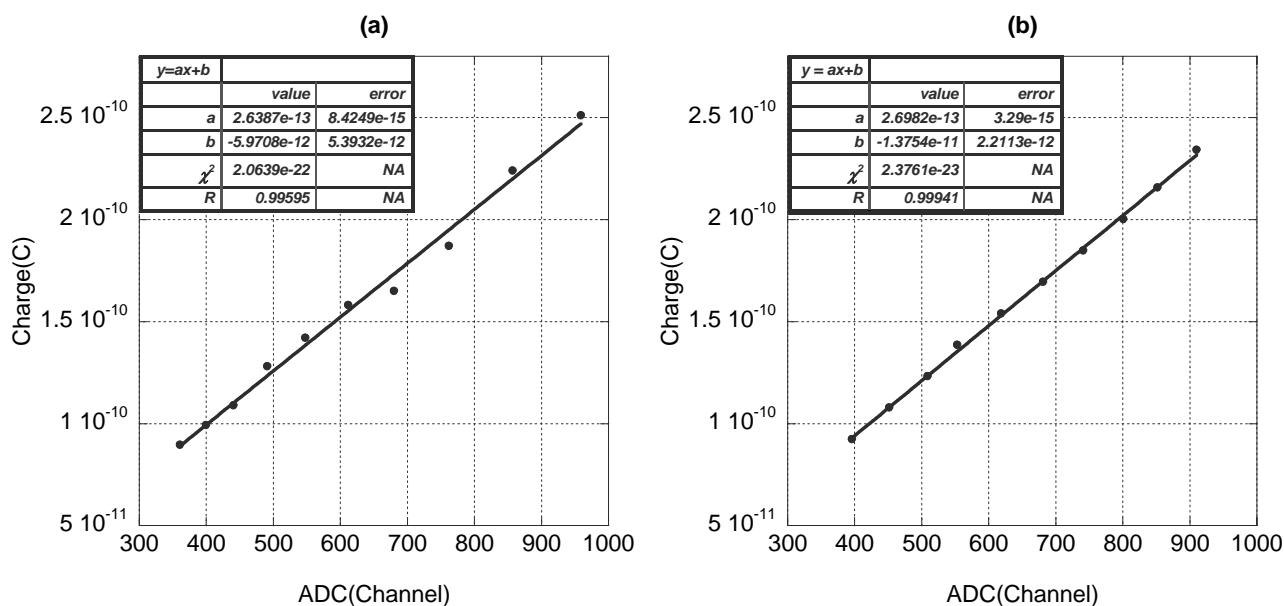 (a)
y=ax+b
value error
a 2.6387e-13 8.4249e-15
b -5.9708e-12 5.3932e-12
χ² 2.0639e-22 NA
R 0.99595 NA
2.5 10⁻¹⁰
2 10⁻¹⁰
1.5 10⁻¹⁰
1 10⁻¹⁰
5 10⁻¹¹
Charge(C)
300 400 500 600 700 800 900 1000
ADC(Channel)
(b)
y = ax+b
value error
a 2.6982e-13 3.29e-15
b -1.3754e-11 2.2113e-12
χ² 2.3761e-23 NA
R 0.99941 NA
2.5 10⁻¹⁰
2 10⁻¹⁰
1.5 10⁻¹⁰
1 10⁻¹⁰
5 10⁻¹¹
Charge(C)
300 400 500 600 700 800 900 1000
ADC(Channel)